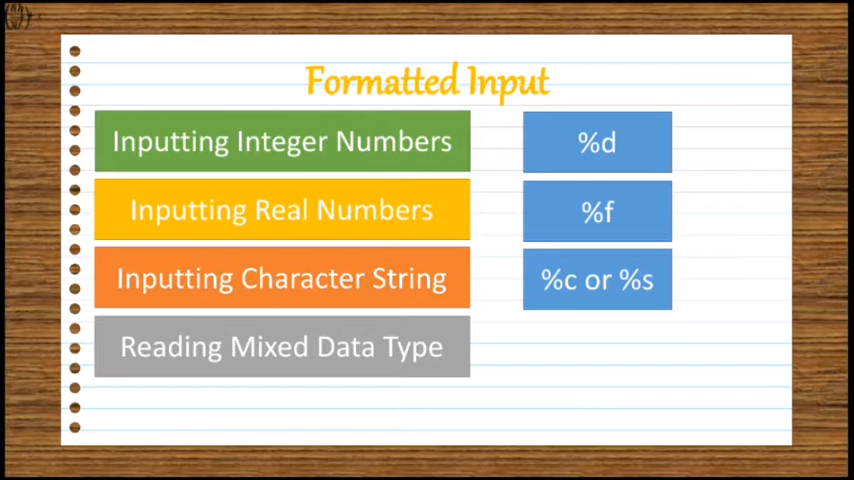 Formatted Input
Inputting Integer Numbers
%d
Inputting Real Numbers
%f
Inputting Character String
%c or %s
Reading Mixed Data Type